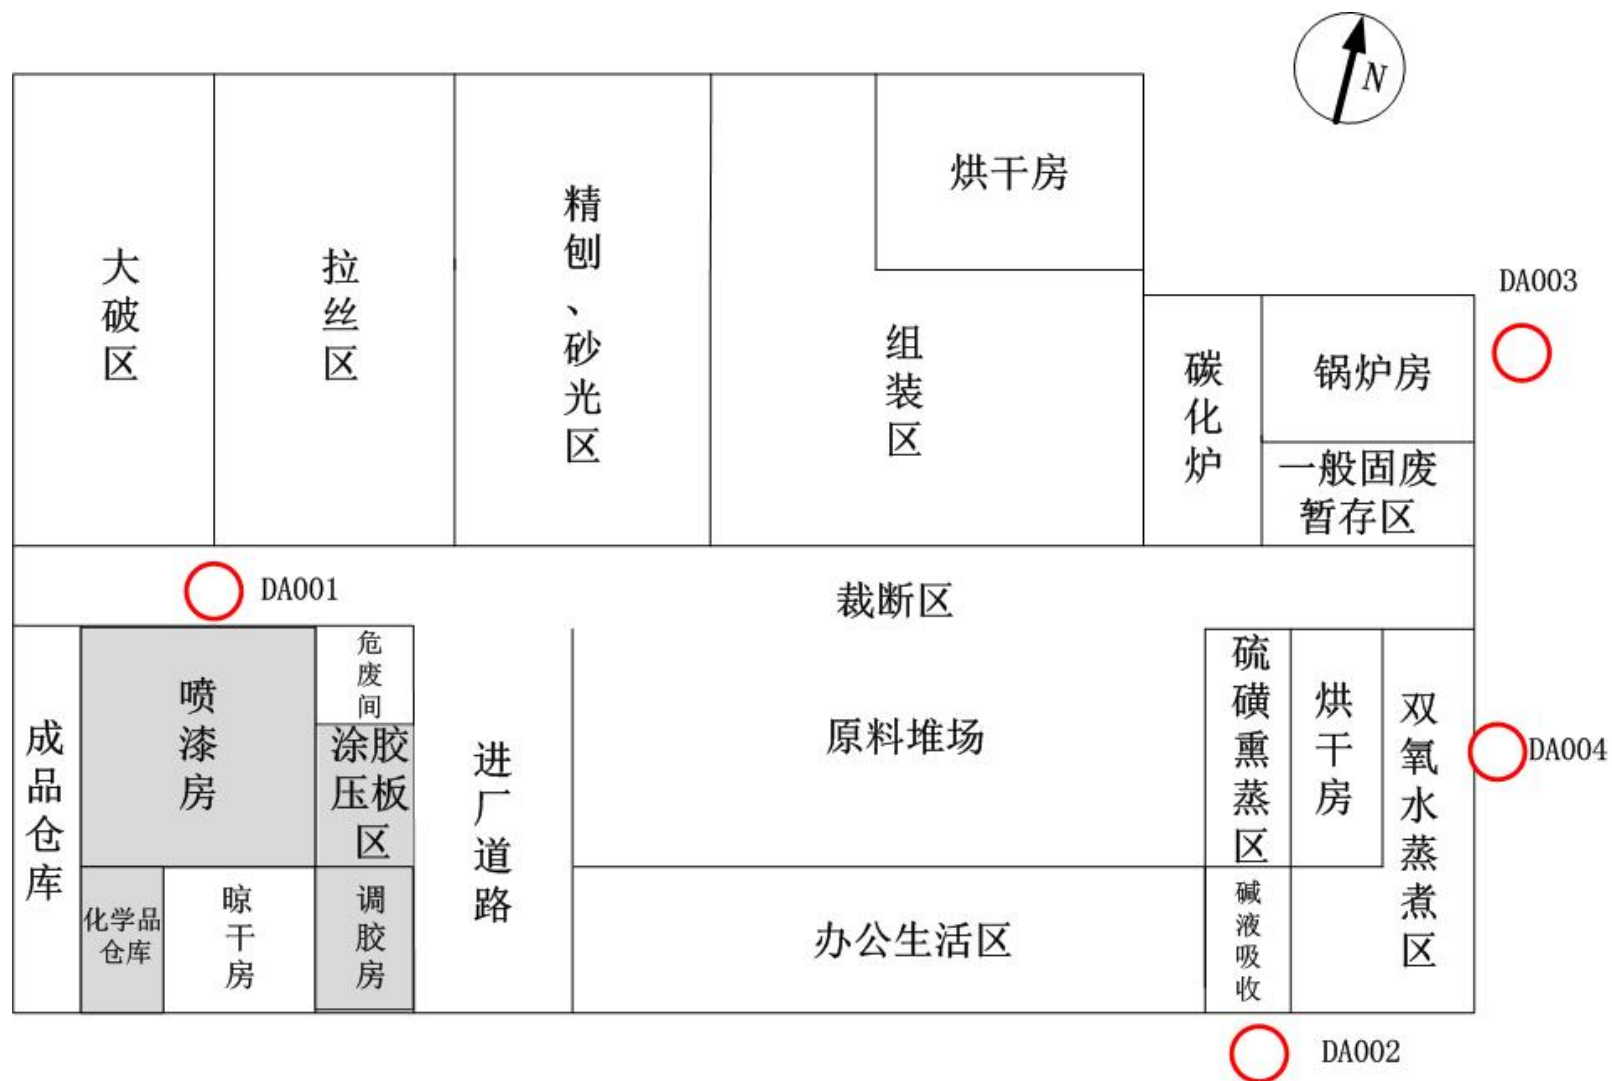 N
烘干房
大破区
拉丝区
精刨、砂光区
组装区
碳化炉
锅炉房
DA003
一般固废
暂存区
DA001
裁断区
成品仓库
喷漆房
危废间
涂胶
压板
区
进厂道路
原料堆场
硫磺熏蒸区
烘干房
双氧水蒸煮区
DA004
化学品
仓库
晾干房
调胶房
办公生活区
碱液吸收
DA002